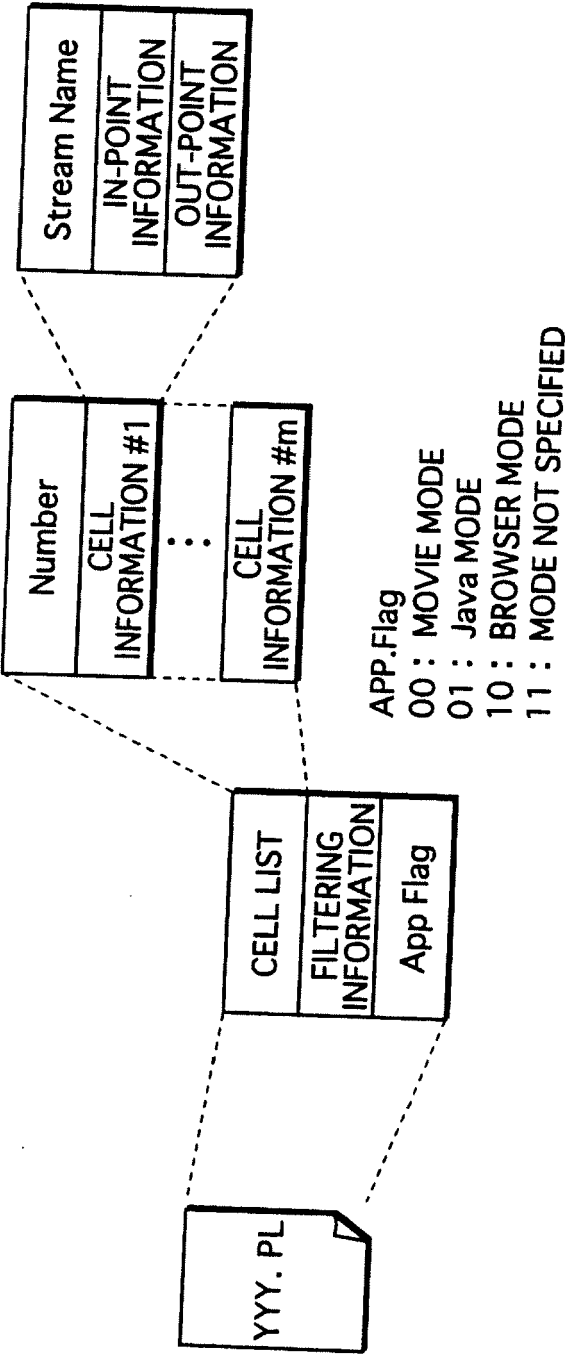 YYY. PL
CELL LIST
FILTERING
INFORMATION
App Flag
Number
CELL
INFORMATION #1
CELL
INFORMATION #m
Stream Name
IN-POINT
INFORMATION
OUT-POINT
INFORMATION
APP.Flag
00 : MOVIE MODE
01 : Java MODE
10 : BROWSER MODE
11 : MODE NOT SPECIFIED